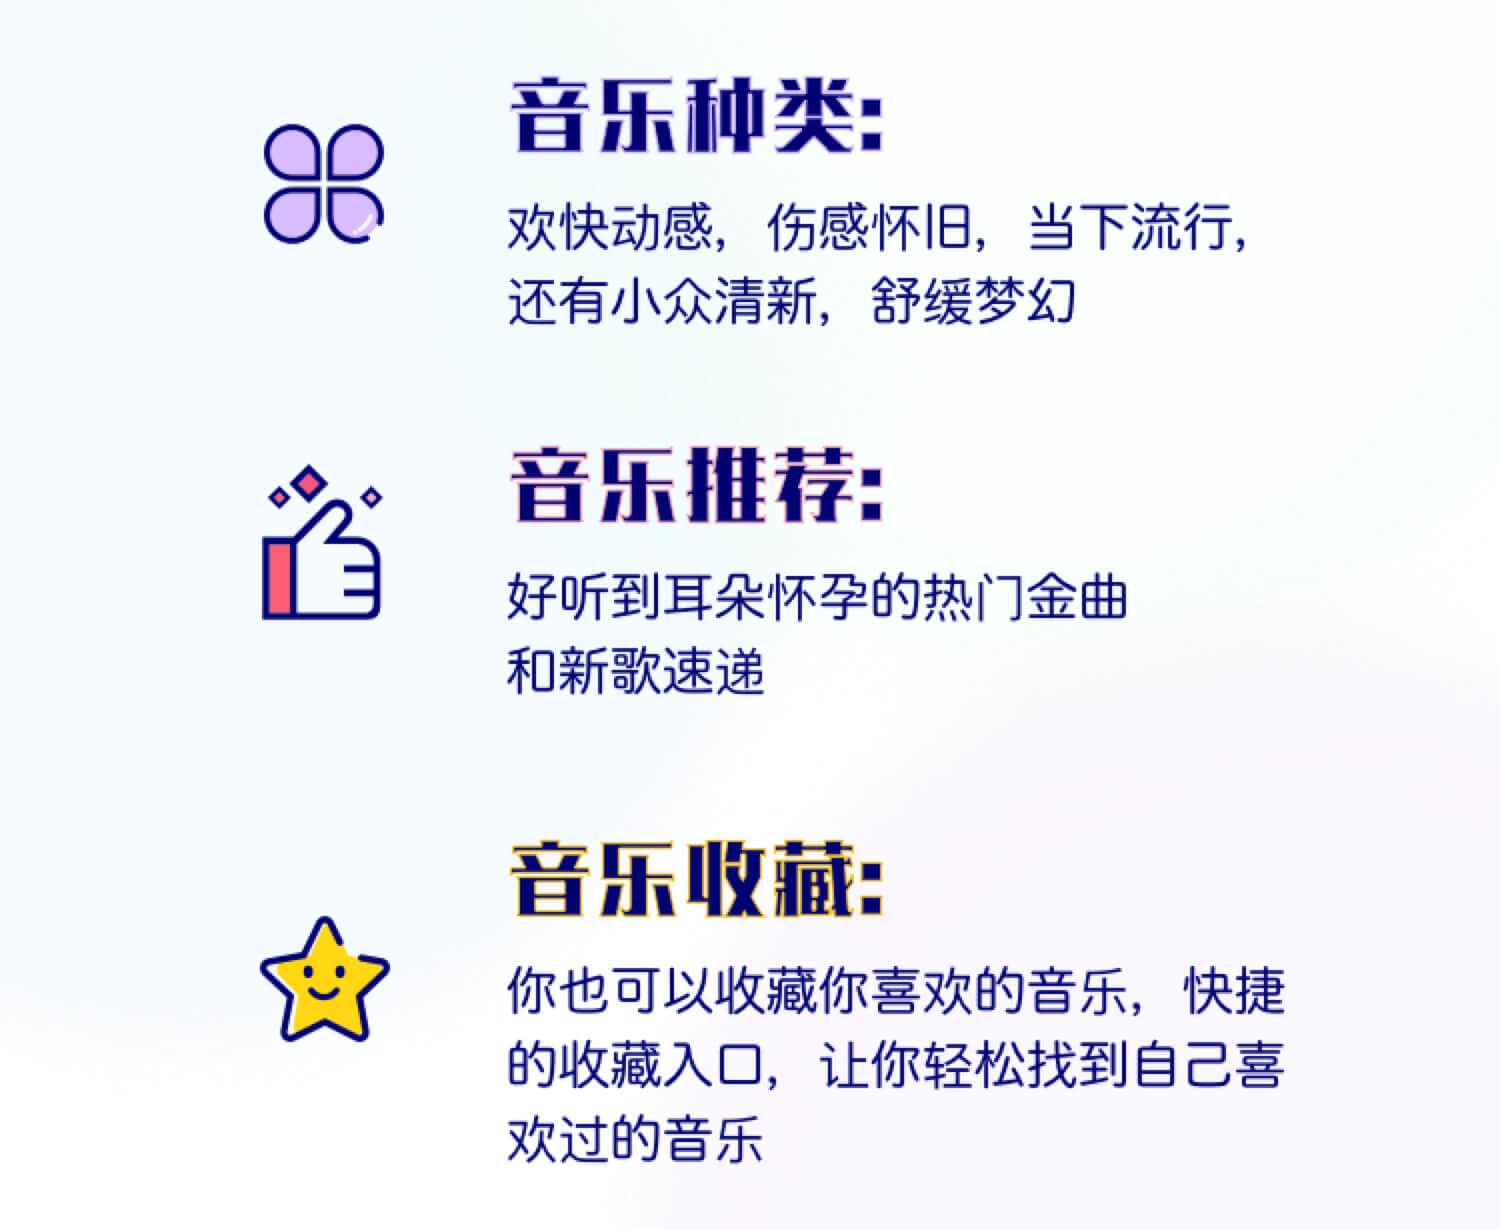 音乐种类:
欢快动感，伤感怀旧，当下流行，
还有小众清新，舒缓梦幻
音乐推荐:
好听到耳朵怀孕的热门金曲
和新歌速递
音乐收藏:
你也可以收藏你喜欢的音乐，快捷
的收藏入口，让你轻松找到自己喜
欢过的音乐